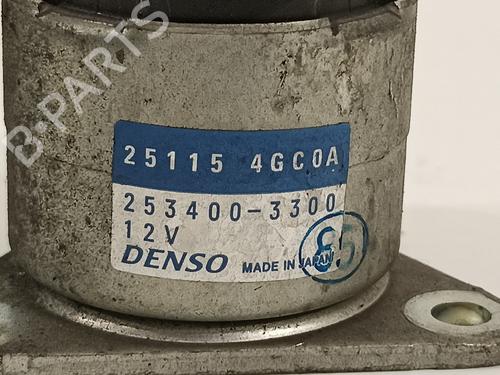 B-PARTS
25115 4GC0A
253400-3300
12V
DENSO MADE IN JAPAN